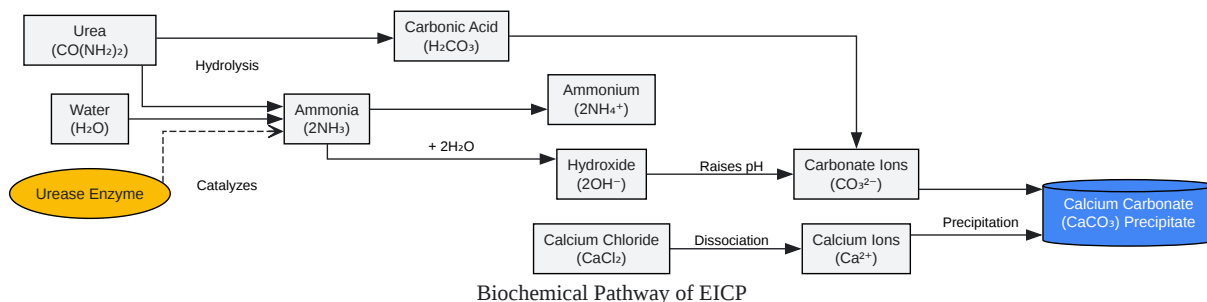 Urea
(CO(NH₂)₂)
Carbonic Acid
(H₂CO₃)
Hydrolysis
Water
(H₂O)
Ammonia
(2NH₃)
Ammonium
(2NH₄⁺)
+ 2H₂O
Urease Enzyme
Catalyzes
Hydroxide
(2OH⁻)
Raises pH
Carbonate Ions
(CO₃²⁻)
Calcium Carbonate
(CaCO₃) Precipitate
Calcium Chloride
(CaCl₂)
Dissociation
Calcium Ions
(Ca²⁺)
Precipitation
Biochemical Pathway of EICP